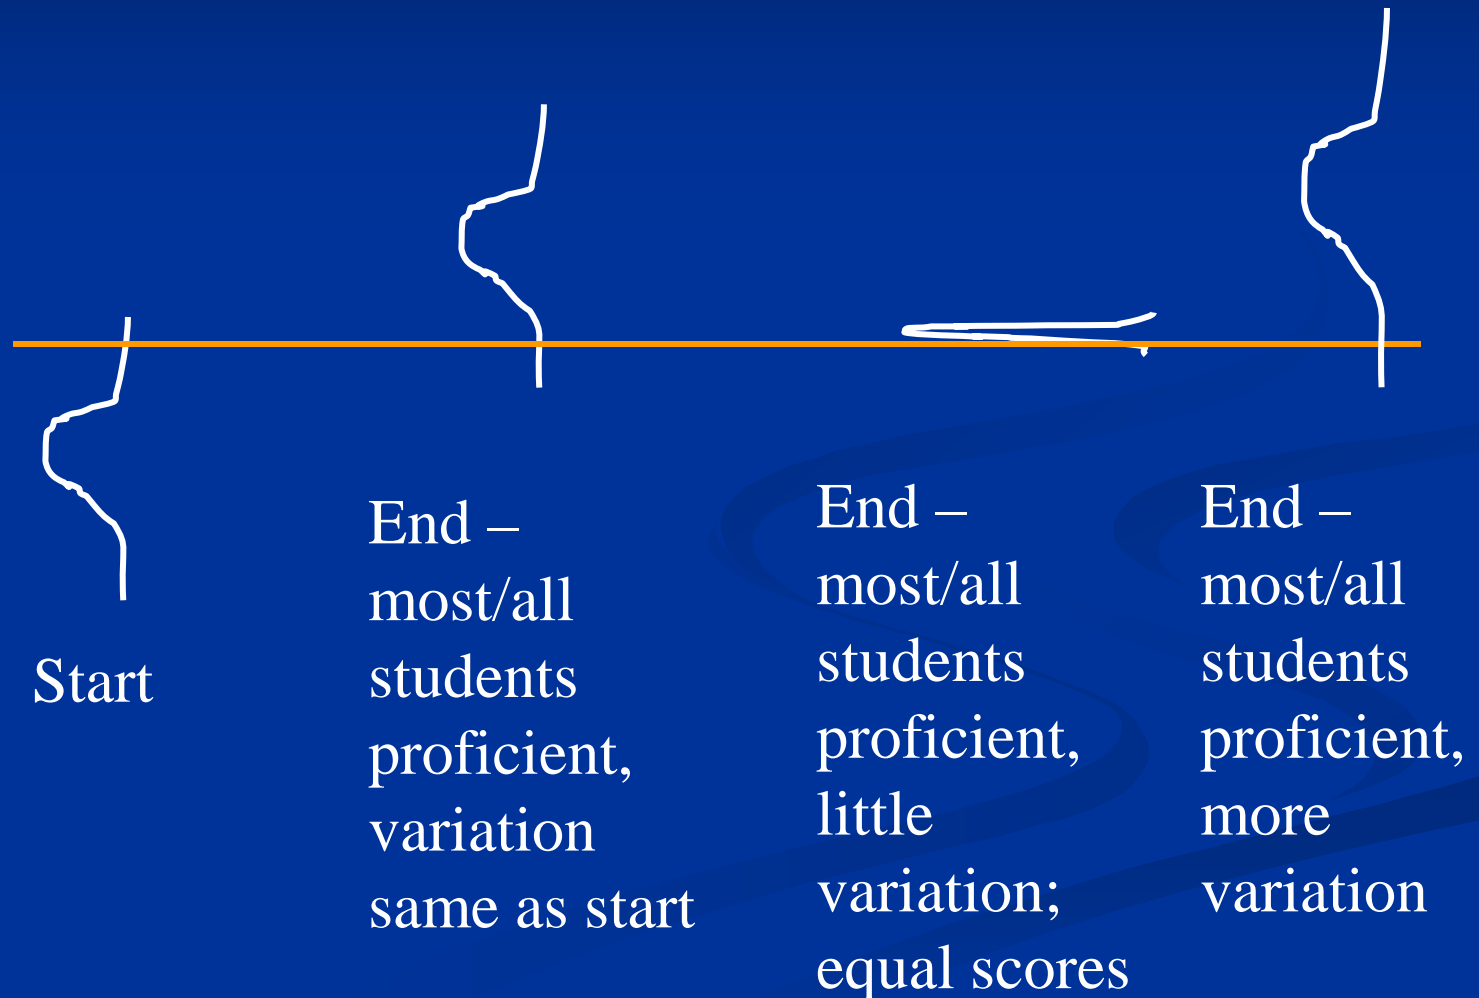 Start
End –
most/all
students
proficient,
variation
same as start
End –
most/all
students
proficient,
little
variation;
equal scores
End –
most/all
students
proficient,
more
variation